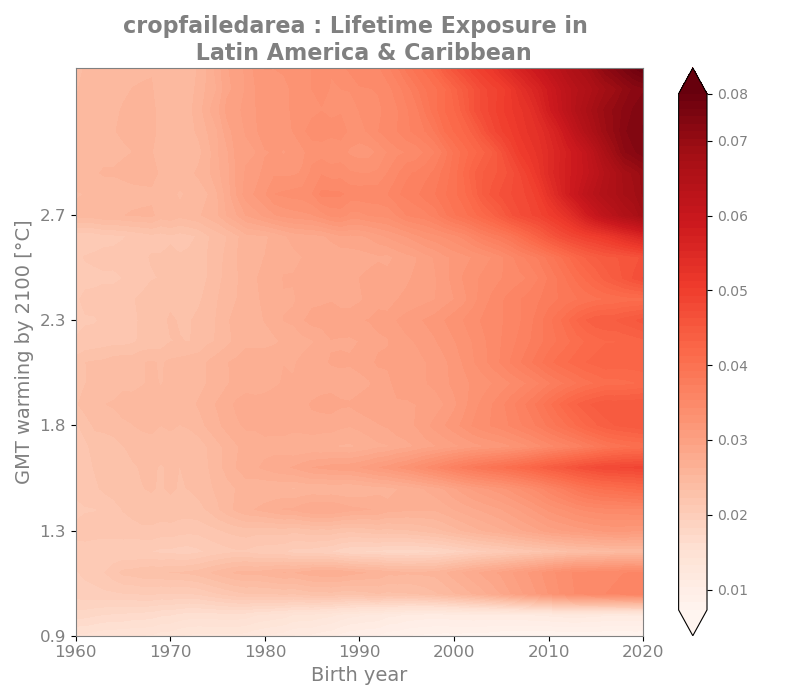 cropfailedarea : Lifetime Exposure in
Latin America & Caribbean
GMT warming by 2100 [°C]
2.7
2.3
1.8
1.3
0.9
1960 1970 1980 1990 2000 2010 2020
Birth year
0.08
0.07
0.06
0.05
0.04
0.03
0.02
0.01